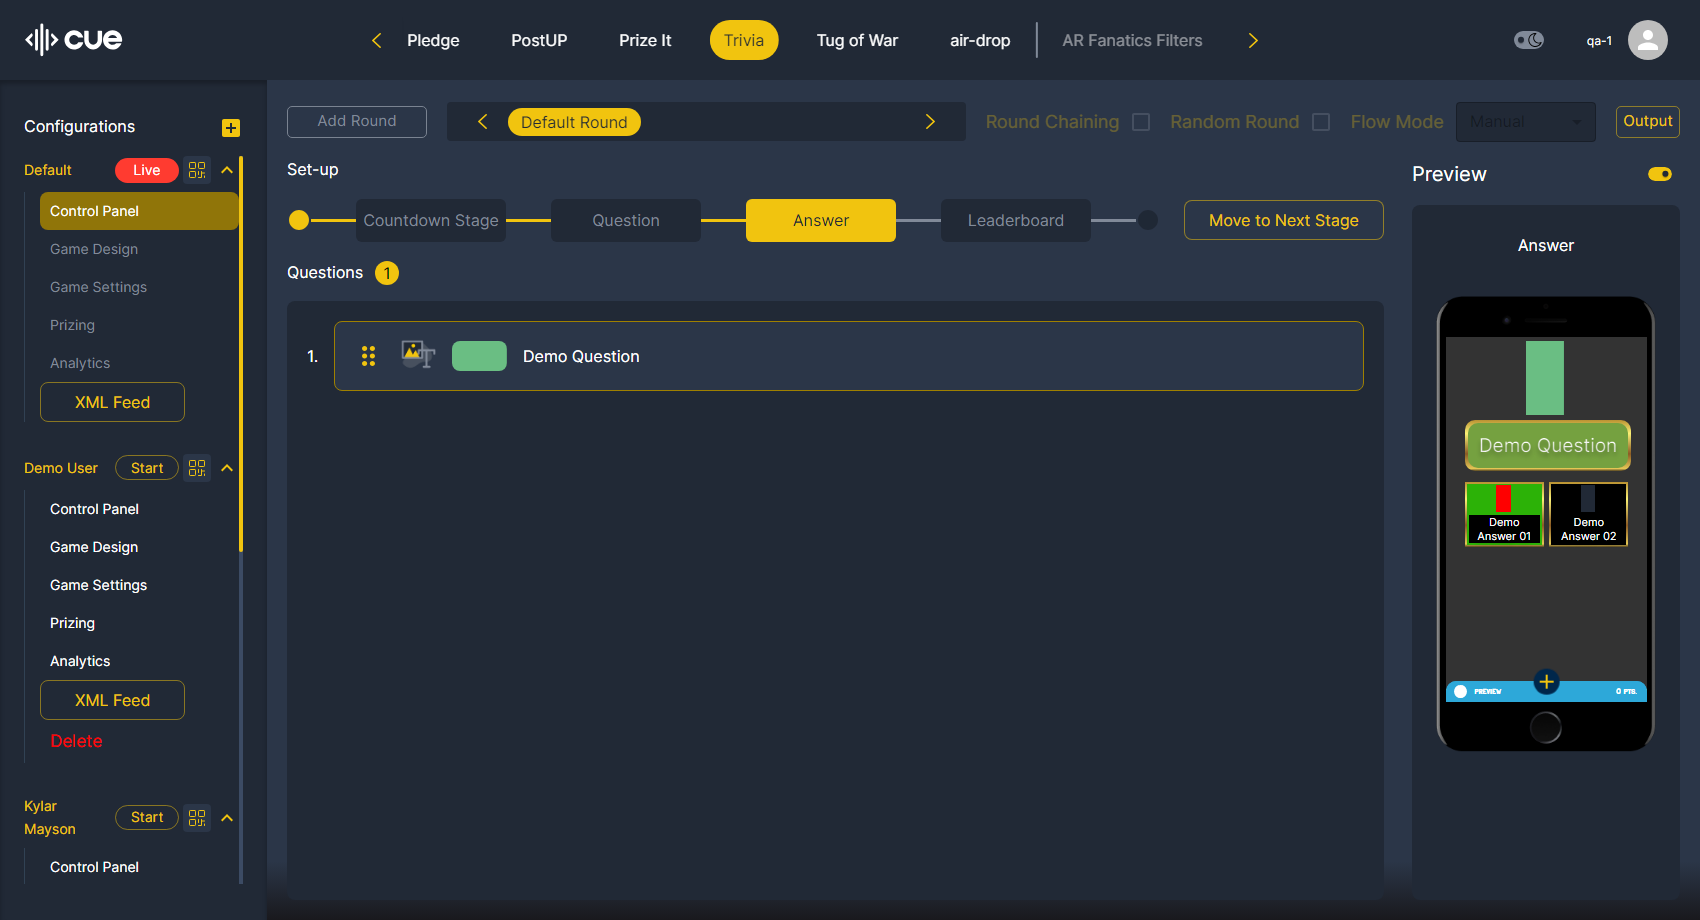 cue
Pledge
PostUP
Prize It
Trivia
Tug of War
air-drop
AR Fanatics Filters
qa-1
Configurations
Default
Live
Control Panel
Game Design
Game Settings
Prizing
Analytics
XML Feed
Demo User
Start
Control Panel
Game Design
Game Settings
Prizing
Analytics
XML Feed
Delete
Kylar
Mayson
Start
Control Panel
Add Round
Default Round
Round Chaining
Random Round
Flow Mode
Manual
Output
Set-up
Countdown Stage
Question
Answer
Leaderboard
Move to Next Stage
Questions
1
1.
Demo Question
Preview
Answer
Demo Question
Demo
Answer 01
Demo
Answer 02
PREVIEW
0 PTS.